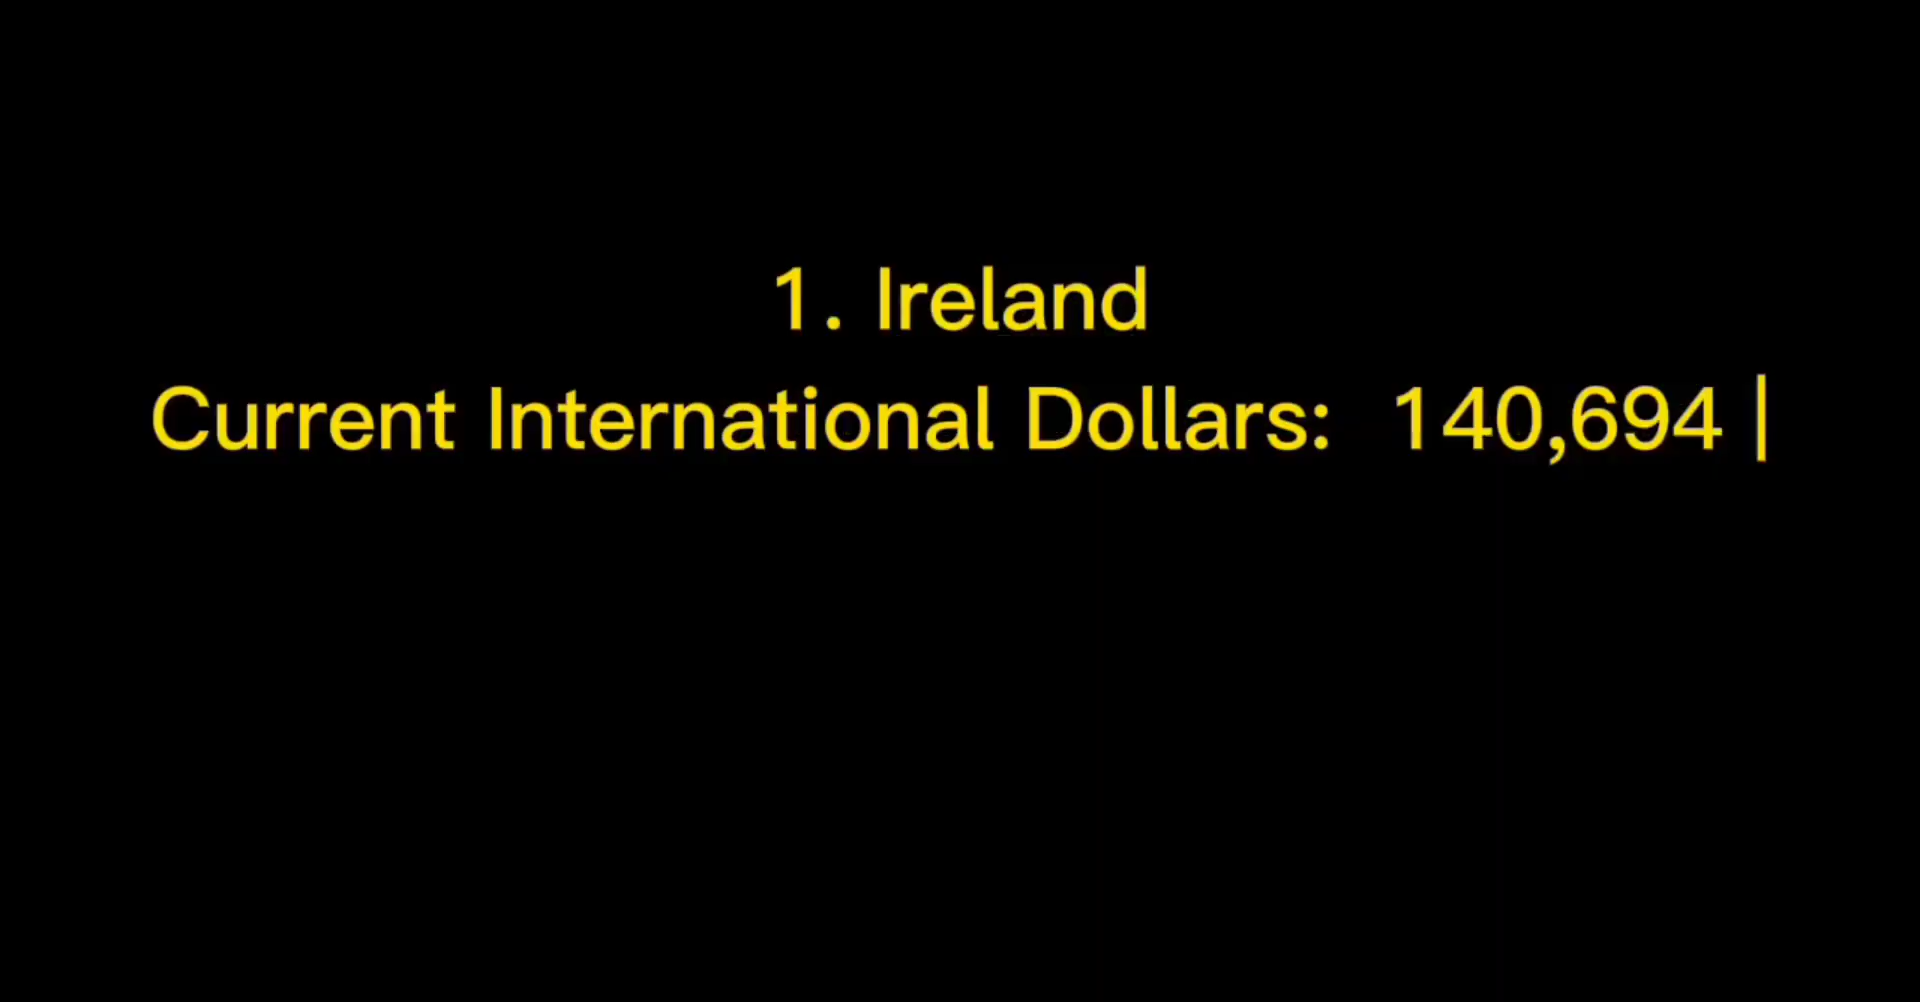 1. Ireland
Current International Dollars:  140,694 |